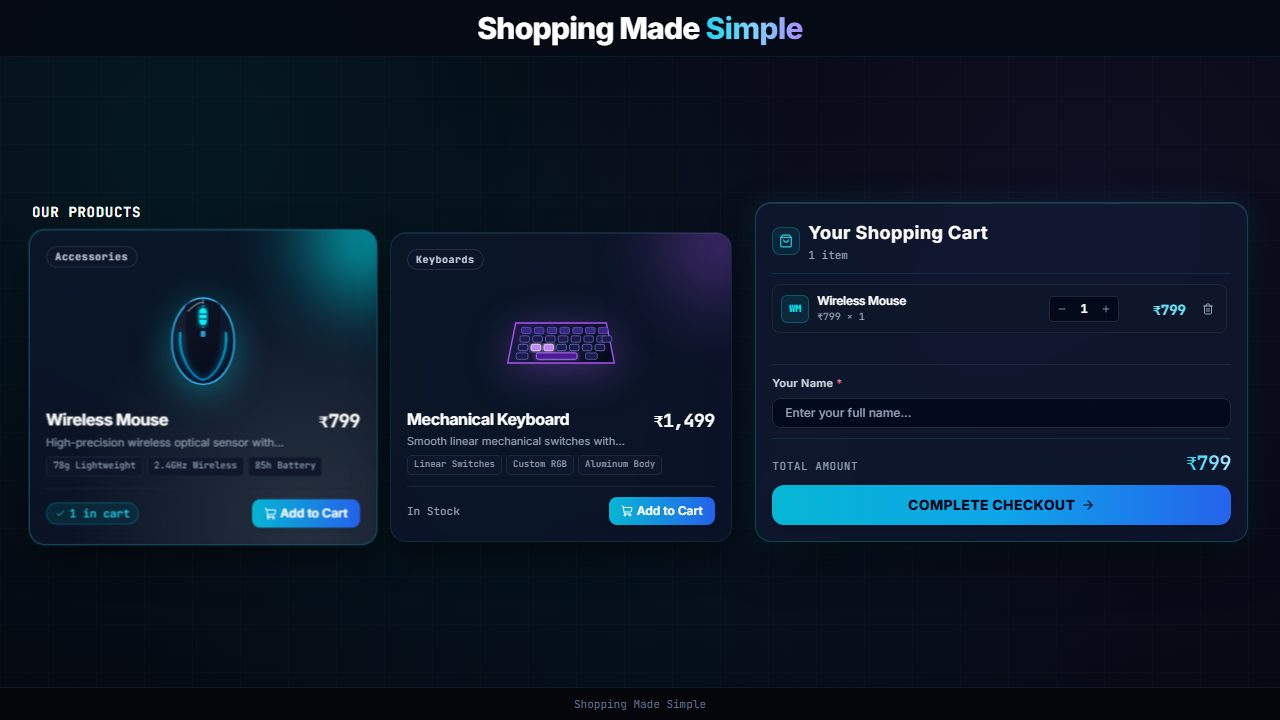 Shopping Made Simple
OUR PRODUCTS
Accessories
Wireless Mouse ₹799
High-precision wireless optical sensor with...
78g Lightweight 2.4GHz Wireless 85h Battery
✓ 1 in cart Add to Cart
Keyboards
Mechanical Keyboard ₹1,499
Smooth linear mechanical switches with...
Linear Switches Custom RGB Aluminum Body
In Stock Add to Cart
Your Shopping Cart
1 item
WM Wireless Mouse
₹799 × 1
− 1 + ₹799
Your Name *
Enter your full name...
TOTAL AMOUNT ₹799
COMPLETE CHECKOUT →
Shopping Made Simple